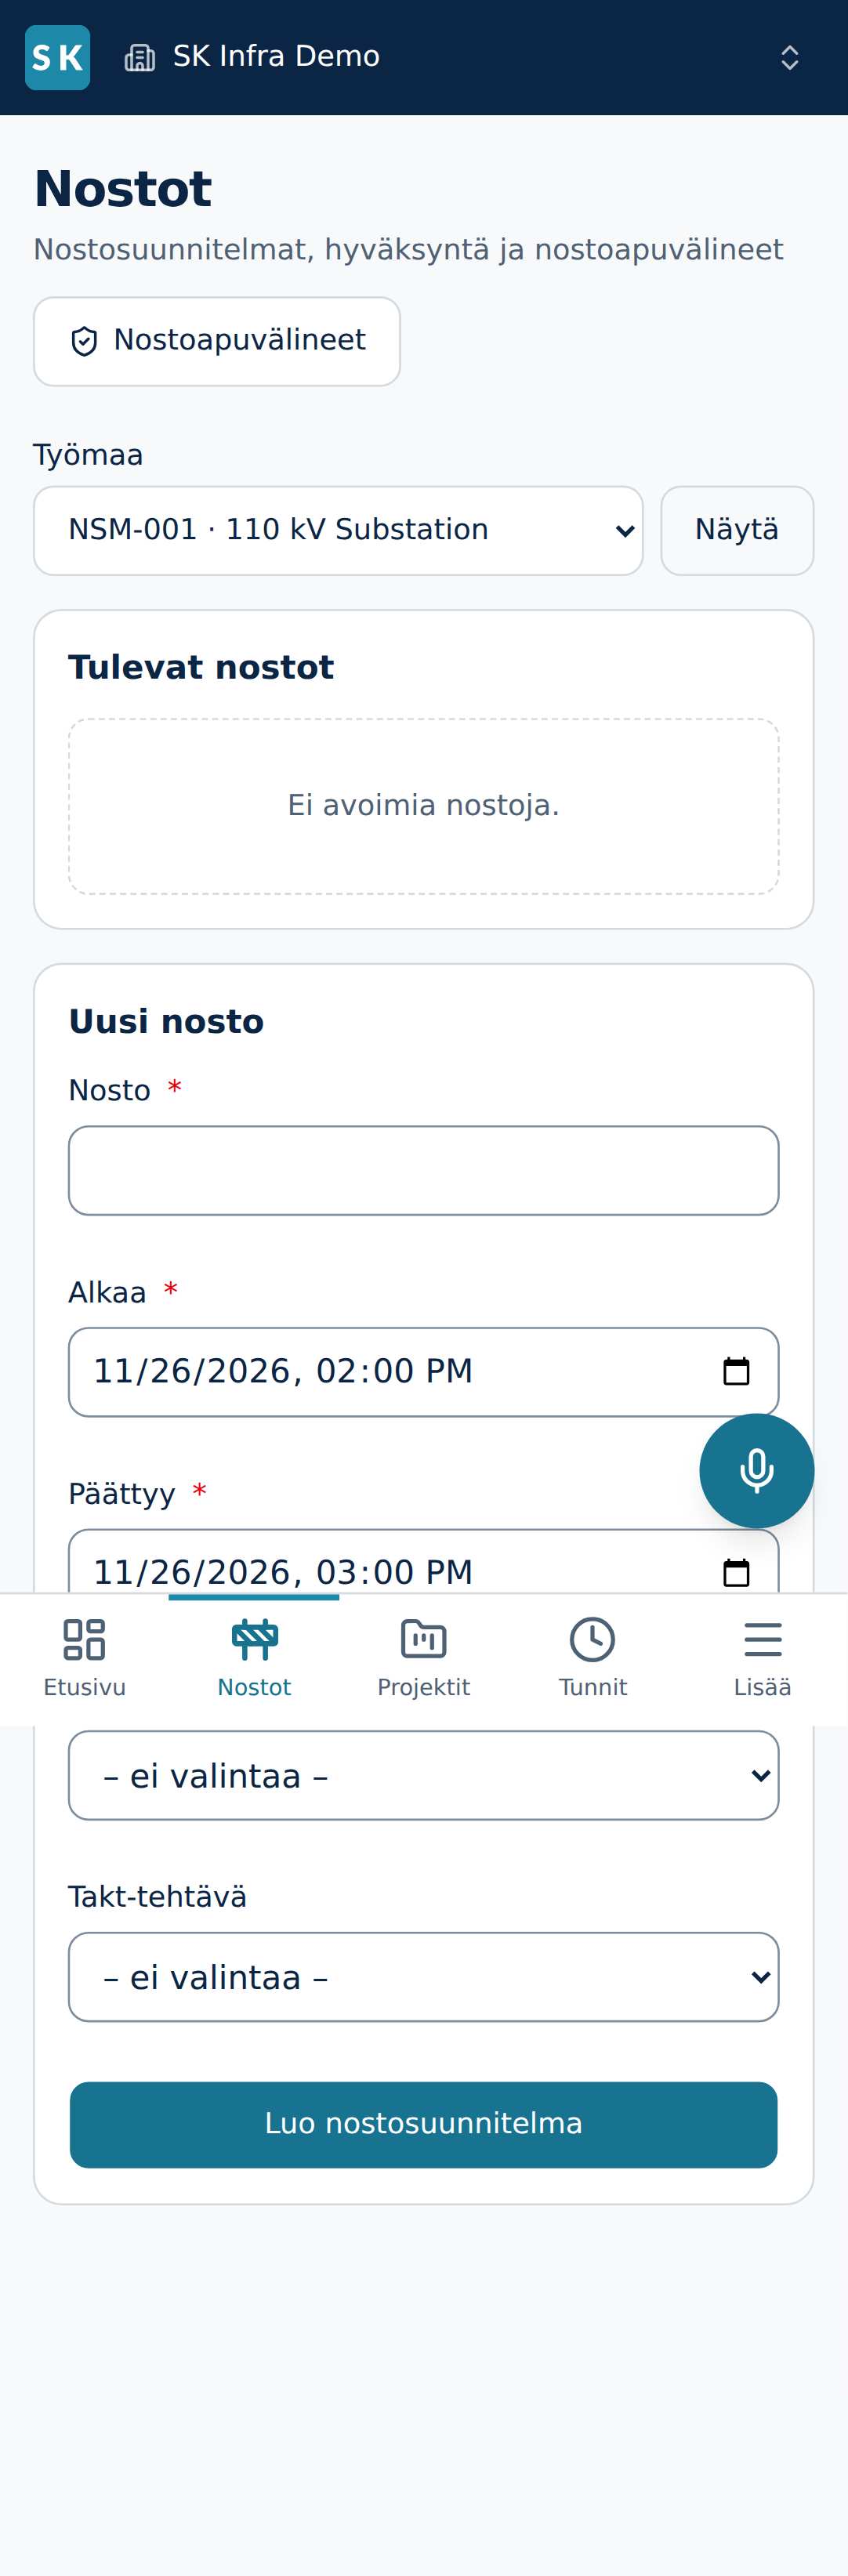 SK
SK Infra Demo
Nostot
Nostosuunnitelmat, hyväksyntä ja nostoapuvälineet
Nostoapuvälineet
Työmaa
NSM-001 · 110 kV Substation
Näytä
Tulevat nostot
Ei avoimia nostoja.
Uusi nosto
Nosto *
Alkaa *
11/26/2026, 02:00 PM
Päättyy *
11/26/2026, 03:00 PM
Etusivu
Nostot
Projektit
Tunnit
Lisää
– ei valintaa –
Takt-tehtävä
– ei valintaa –
Luo nostosuunnitelma